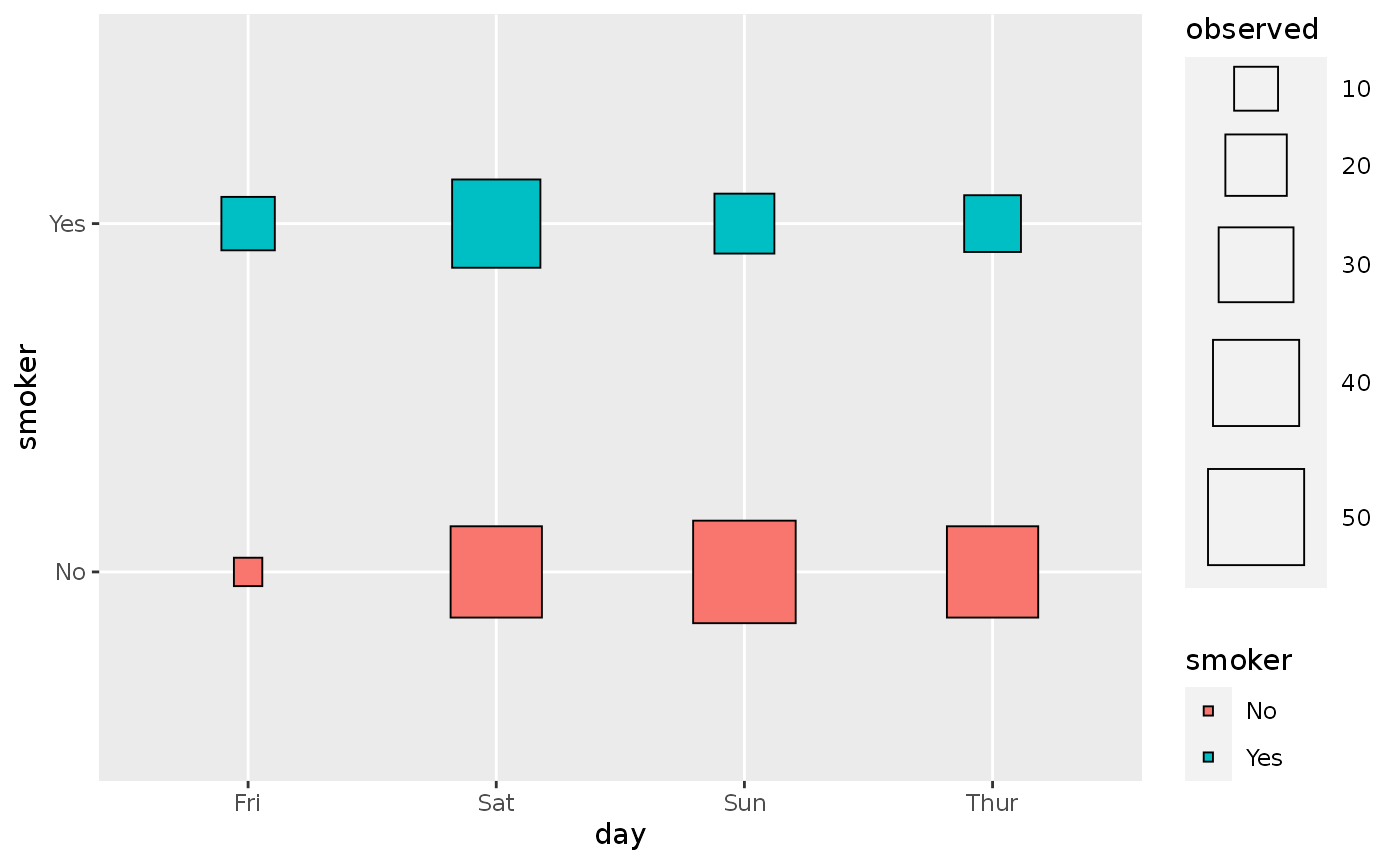 observed
10
20
30
40
50
Yes
No
smoker
Fri Sat Sun Thur
day
smoker
No
Yes